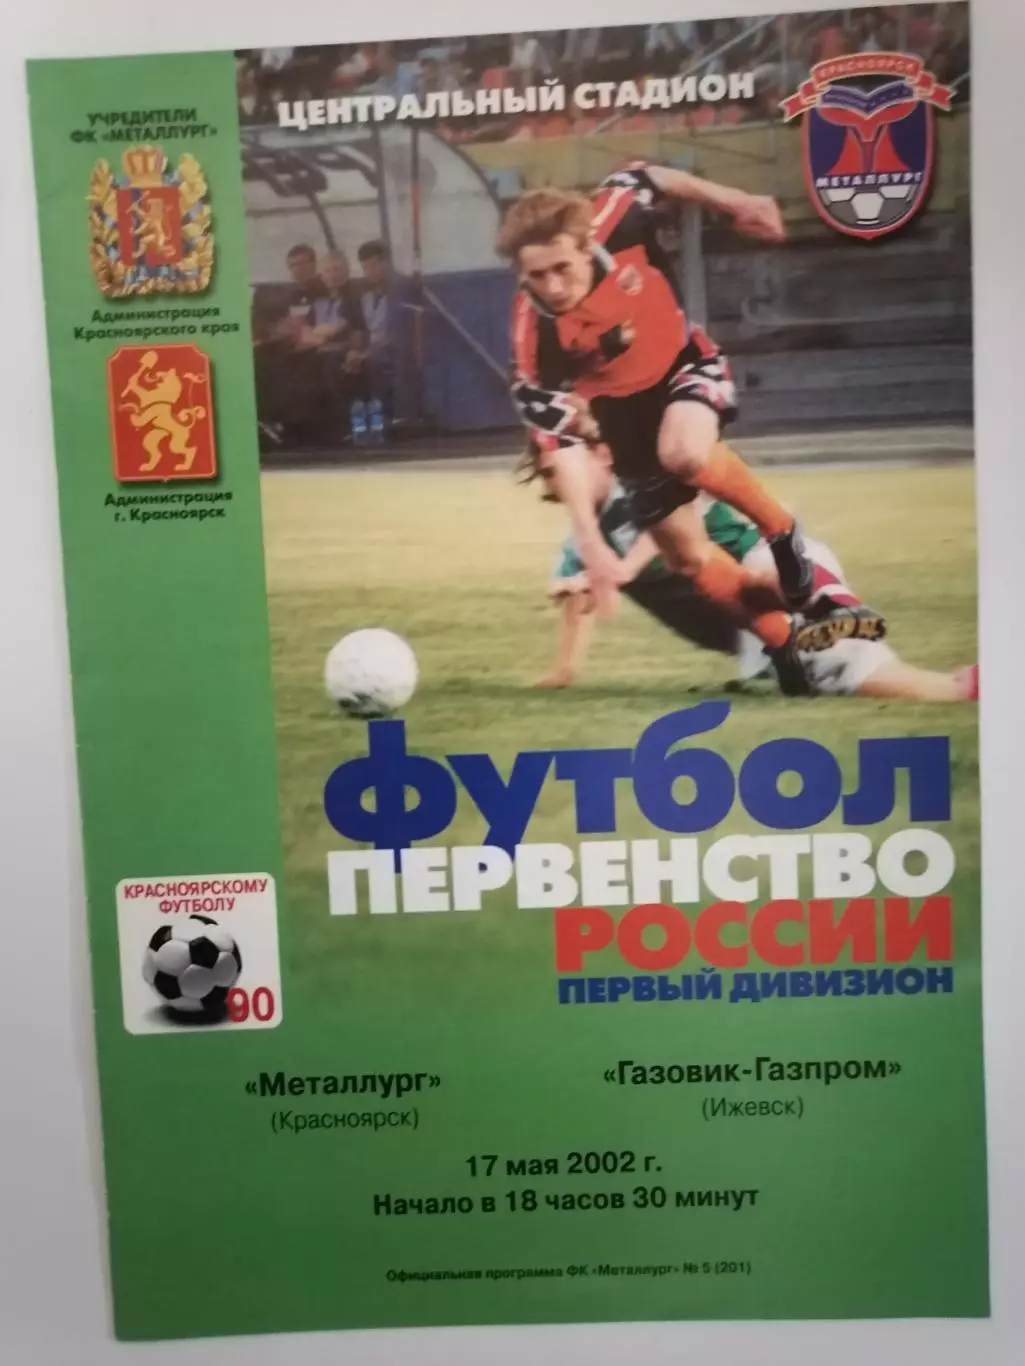 УЧРЕДИТЕЛИ
ФК «МЕТАЛЛУРГ»
ЦЕНТРАЛЬНЫЙ СТАДИОН
КРАСНОЯРСК
МЕТАЛЛУРГ
Администрация
Красноярского края
Администрация
г. Красноярск
Футбол
ПЕРВЕНСТВО
РОССИИ
ПЕРВЫЙ ДИВИЗИОН
КРАСНОЯРСКОМУ
ФУТБОЛУ
90
«Металлург»
(Красноярск)
«Газовик-Газпром»
(Ижевск)
17 мая 2002 г.
Начало в 18 часов 30 минут
Официальная программа ФК «Металлург» № 5 (201)